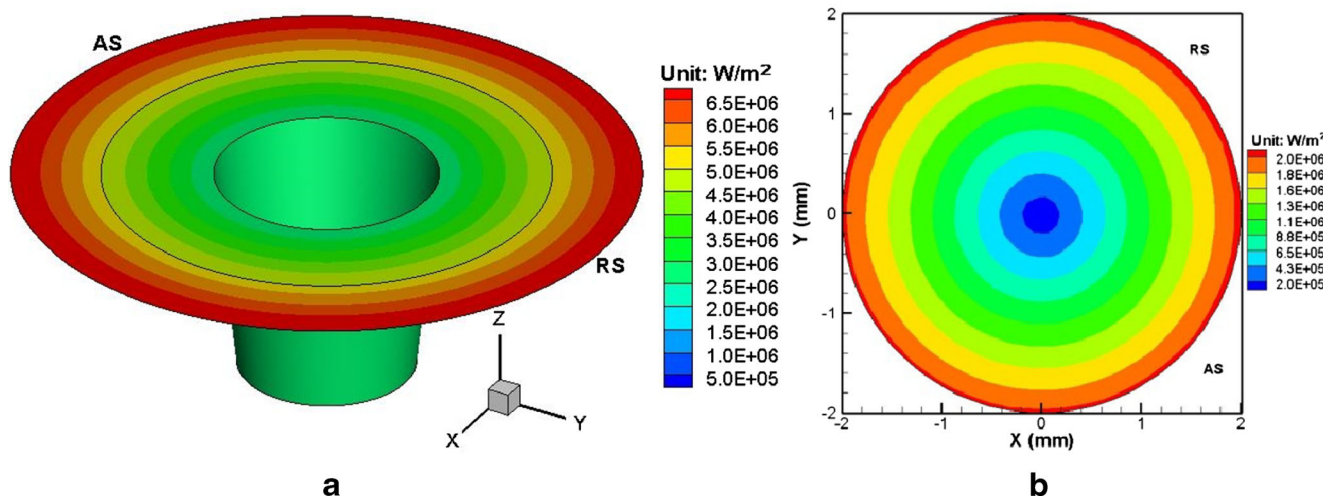 AS
RS
Z
Y
X
Unit: W/m²
6.5E+06
6.0E+06
5.5E+06
5.0E+06
4.5E+06
4.0E+06
3.5E+06
3.0E+06
2.5E+06
2.0E+06
1.5E+06
1.0E+06
5.0E+05
a
2
1
0
-1
-2
Y (mm)
-2 -1 0 1 2
X (mm)
RS
AS
Unit: W/m²
2.0E+06
1.8E+06
1.6E+06
1.3E+06
1.1E+06
8.8E+05
6.5E+05
4.3E+05
2.0E+05
b